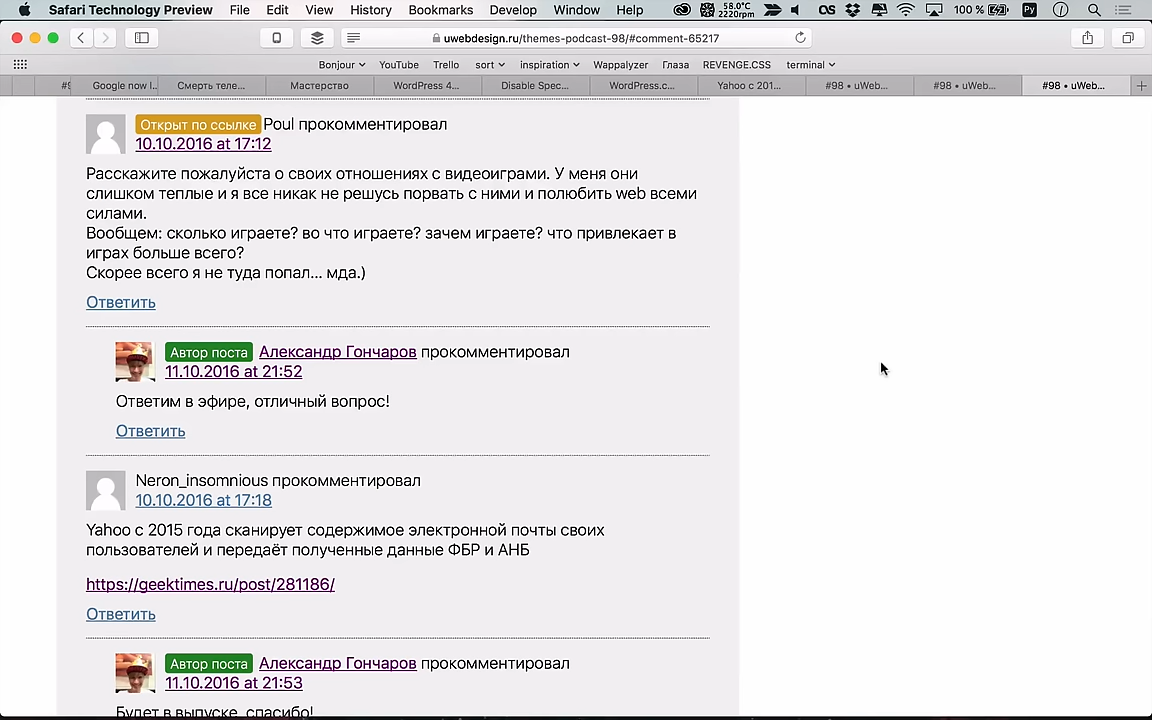 Safari Technology Preview File Edit View History Bookmarks Develop Window Help 58.0°C 2220rpm 100 % Py
uwebdesign.ru/themes-podcast-98/#comment-65217
Bonjour YouTube Trello sort inspiration Wappalyzer Глаза REVENGE.CSS terminal
Google now l... Смерть теле... Мастерство WordPress 4... Disable Spec... WordPress.c... Yahoo с 201... #98 • uWeb... #98 • uWeb... #98 • uWeb...
Открыт по ссылке Poul прокомментировал
10.10.2016 at 17:12
Расскажите пожалуйста о своих отношениях с видеоиграми. У меня они
слишком теплые и я все никак не решусь порвать с ними и полюбить web всеми
силами.
Вообщем: сколько играете? во что играете? зачем играете? что привлекает в
играх больше всего?
Скорее всего я не туда попал... мда.)
Ответить
Автор поста Александр Гончаров прокомментировал
11.10.2016 at 21:52
Ответим в эфире, отличный вопрос!
Ответить
Neron_insomnious прокомментировал
10.10.2016 at 17:18
Yahoo с 2015 года сканирует содержимое электронной почты своих
пользователей и передаёт полученные данные ФБР и АНБ
https://geektimes.ru/post/281186/
Ответить
Автор поста Александр Гончаров прокомментировал
11.10.2016 at 21:53
Будет в выпуске, спасибо!